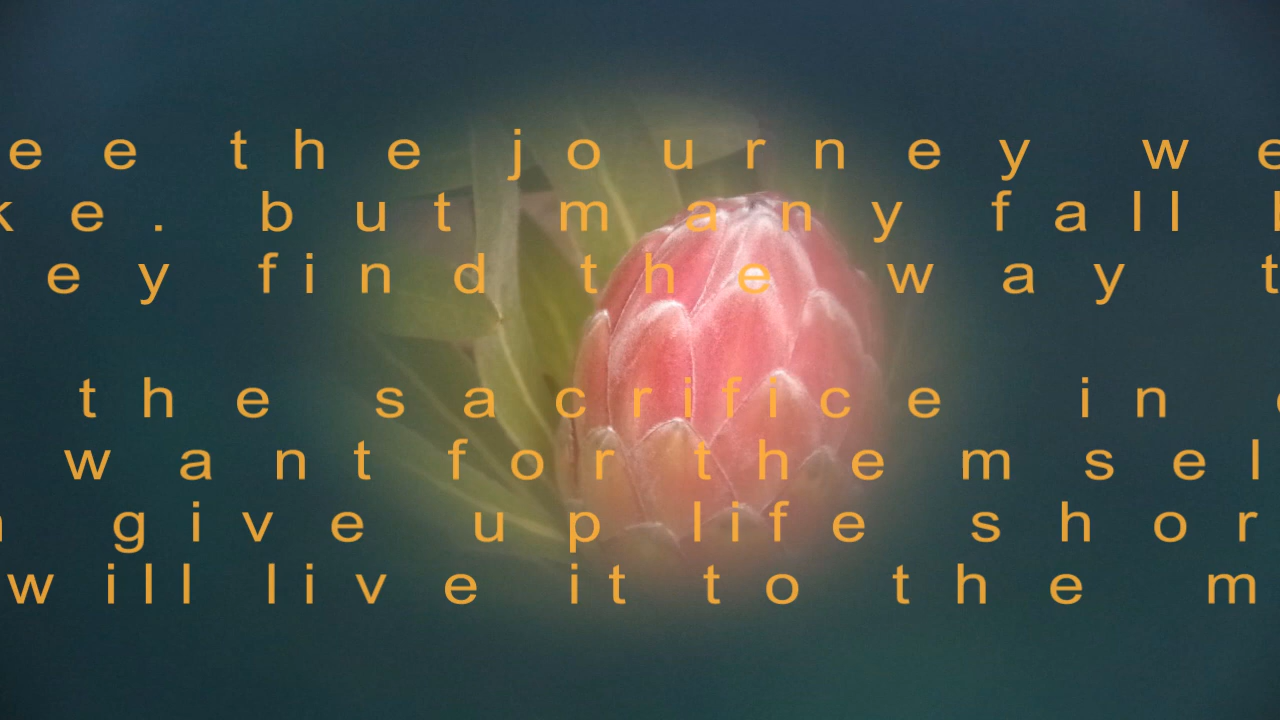 ee the journey we
ke. but many fall
ey find the way t
the sacrifice in
want for themsel
give up life shor
will live it to the m